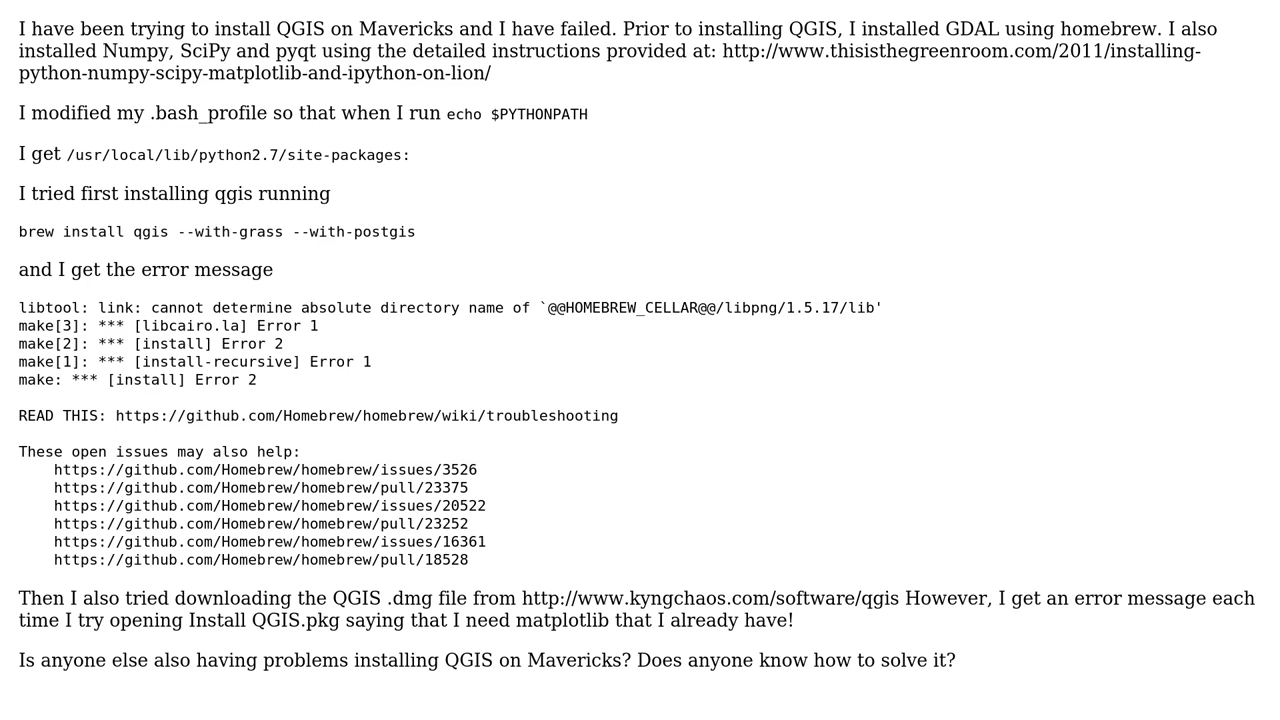 I have been trying to install QGIS on Mavericks and I have failed. Prior to installing QGIS, I installed GDAL using homebrew. I also
installed Numpy, SciPy and pyqt using the detailed instructions provided at: http://www.thisisthegreenroom.com/2011/installing-
python-numpy-scipy-matplotlib-and-ipython-on-lion/
I modified my .bash_profile so that when I run echo $PYTHONPATH
I get /usr/local/lib/python2.7/site-packages:
I tried first installing qgis running
brew install qgis --with-grass --with-postgis
and I get the error message
libtool: link: cannot determine absolute directory name of `@@HOMEBREW_CELLAR@@/libpng/1.5.17/lib'
make[3]: *** [libcairo.la] Error 1
make[2]: *** [install] Error 2
make[1]: *** [install-recursive] Error 1
make: *** [install] Error 2
READ THIS: https://github.com/Homebrew/homebrew/wiki/troubleshooting
These open issues may also help:
    https://github.com/Homebrew/homebrew/issues/3526
    https://github.com/Homebrew/homebrew/pull/23375
    https://github.com/Homebrew/homebrew/issues/20522
    https://github.com/Homebrew/homebrew/pull/23252
    https://github.com/Homebrew/homebrew/issues/16361
    https://github.com/Homebrew/homebrew/pull/18528
Then I also tried downloading the QGIS .dmg file from http://www.kyngchaos.com/software/qgis However, I get an error message each
time I try opening Install QGIS.pkg saying that I need matplotlib that I already have!
Is anyone else also having problems installing QGIS on Mavericks? Does anyone know how to solve it?